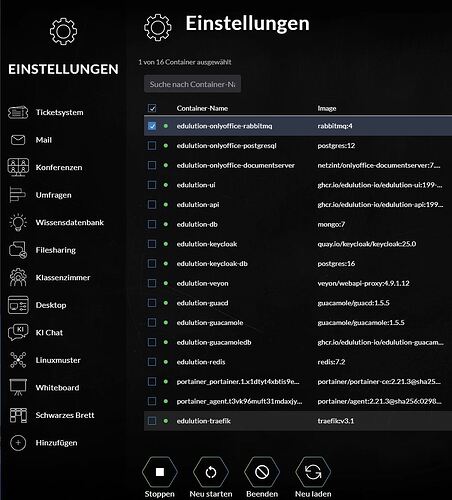 EINSTELLUNGEN
Ticketsystem
Mail
Konferenzen
Umfragen
Wissensdatenbank
Filesharing
Klassenzimmer
Desktop
KI
KI Chat
Linuxmuster
Whiteboard
Schwarzes Brett
Hinzufügen
Einstellungen
1 von 16 Container ausgewählt
Suche nach Container-Na
Container-Name Image
edulution-onlyoffice-rabbitmq rabbitmq:4
edulution-onlyoffice-postgresql postgres:12
edulution-onlyoffice-documentserver netzint/onlyoffice-documentserver:7....
edulution-ui ghcr.io/edulution-io/edulution-ui:199-...
edulution-api ghcr.io/edulution-io/edulution-api:199...
edulution-db mongo:7
edulution-keycloak quay.io/keycloak/keycloak:25.0
edulution-keycloak-db postgres:16
edulution-veyon veyon/webapi-proxy:4.9.1.12
edulution-guacd guacamole/guacd:1.5.5
edulution-guacamole guacamole/guacamole:1.5.5
edulution-guacamoledb ghcr.io/edulution-io/edulution-guacam...
edulution-redis redis:7.2
portainer_portainer.1.x1dtyt4xbtis9e... portainer/portainer-ce:2.21.3@sha25...
portainer_agent.t3vk96muft31mdaxjy... portainer/agent:2.21.3@sha256:0298...
edulution-traefik traefik:v3.1
Stoppen Neu starten Beenden Neu laden